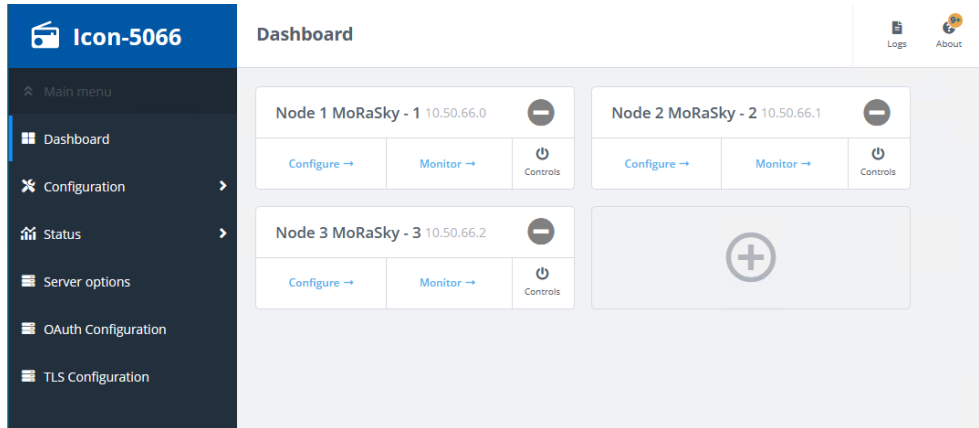 Icon-5066
Dashboard
Logs
9+
About
Main menu
Dashboard
Configuration
Status
Server options
OAuth Configuration
TLS Configuration
Node 1 MoRaSky - 1 10.50.66.0
Configure →
Monitor →
Controls
Node 2 MoRaSky - 2 10.50.66.1
Configure →
Monitor →
Controls
Node 3 MoRaSky - 3 10.50.66.2
Configure →
Monitor →
Controls